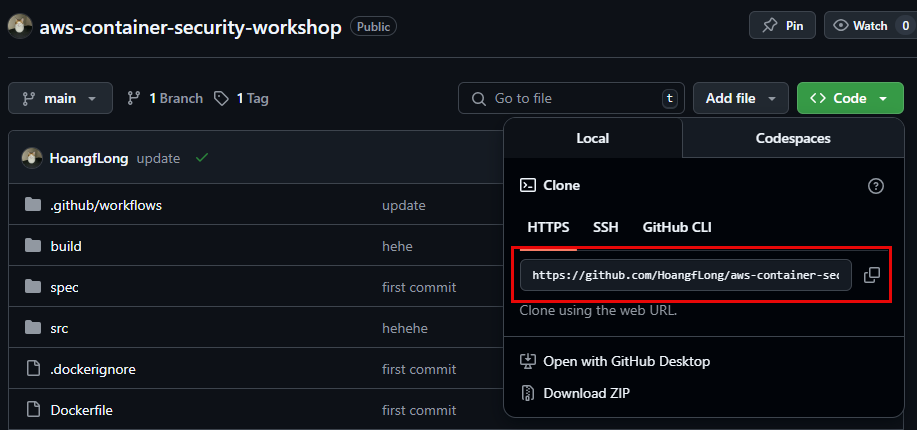 aws-container-security-workshop Public Pin Watch 0
main 1 Branch 1 Tag Go to file t Add file <> Code
Local Codespaces
HoangfLong update
Clone
HTTPS SSH GitHub CLI
https://github.com/HoangfLong/aws-container-sec
Clone using the web URL.
Open with GitHub Desktop
Download ZIP
.github/workflows update
build hehe
spec first commit
src hehehe
.dockerignore first commit
Dockerfile first commit